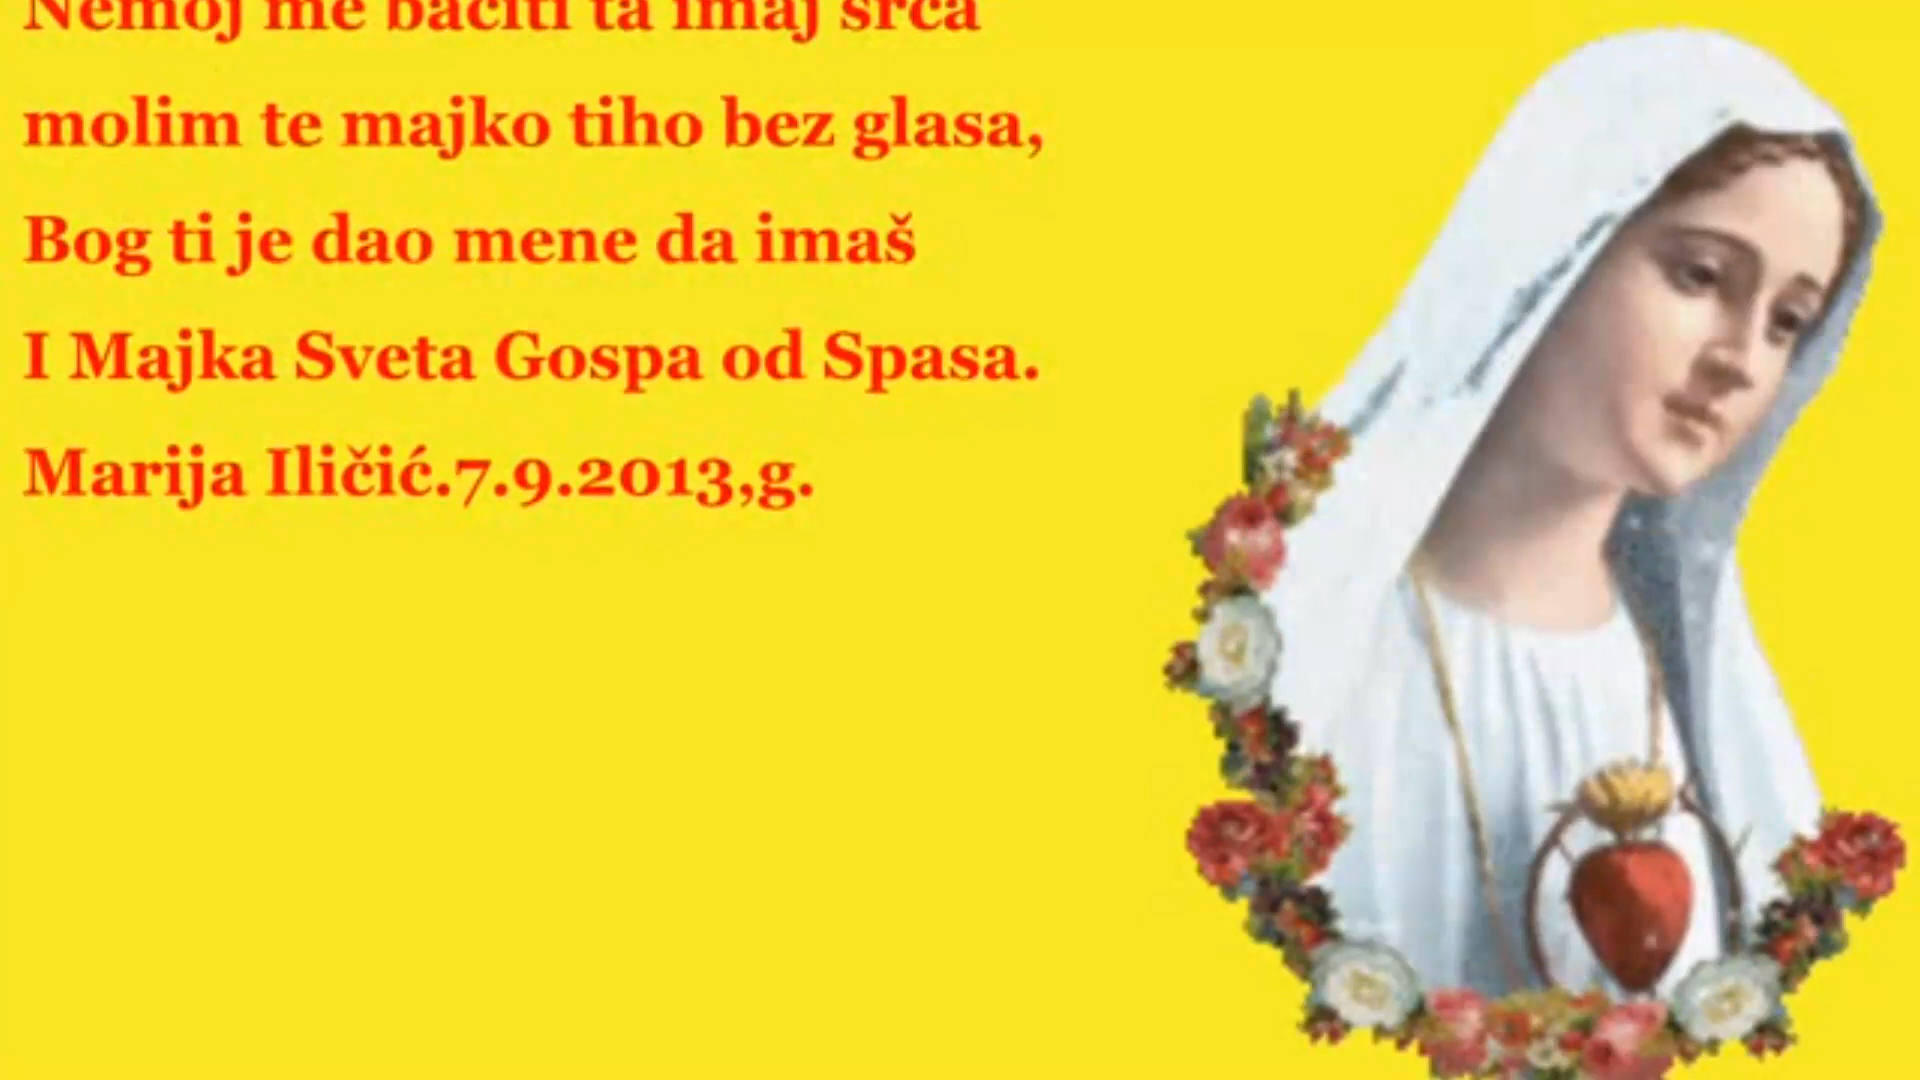 Nemoj me baciti ta imaj srca
molim te majko tiho bez glasa,
Bog ti je dao mene da imaš
I Majka Sveta Gospa od Spasa.
Marija Iličić.7.9.2013,g.